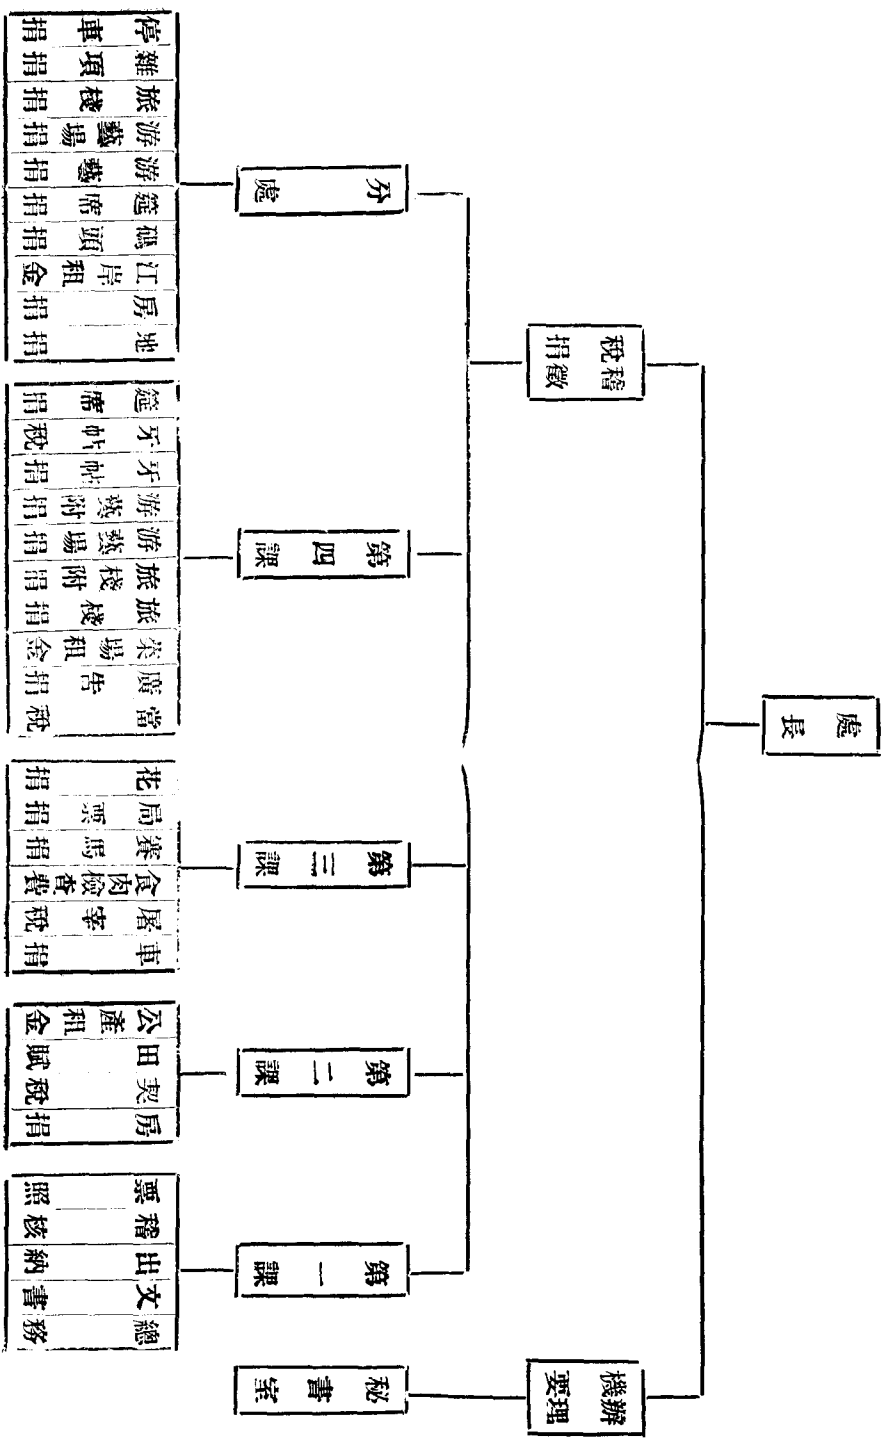 處長
辦理
機要
稽徵
稅捐
秘書室
第一課
第二課
第三課
第四課
分處
總務
文書
出納
稽核
票照
房捐
契稅
田賦
公產租金
車捐
屠宰稅
食肉檢查費
賽馬捐
局票捐
花捐
當稅
廣告捐
菜場租金
旅棧捐
旅棧附捐
游藝場捐
游藝附捐
牙帖捐
牙帖稅
筵席捐
地捐
房捐
江岸租金
碼頭捐
筵席捐
游藝捐
游藝場捐
旅棧捐
雜項捐
停車捐